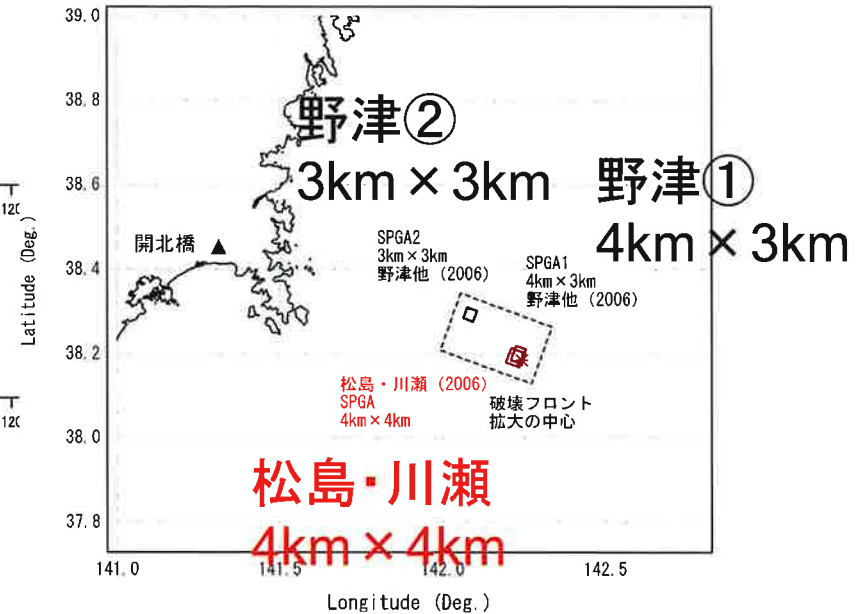 39.0
38.8
野津②
3km×3km
野津①
4km×3km
38.6
120
Latitude (Deg.)
開北橋
SPGA2
3km×3km
野津他 (2006)
SPGA1
4km×3km
野津他 (2006)
38.4
38.2
松島・川瀬 (2006)
SPGA
4km×4km
破壊フロント
拡大の中心
120
38.0
松島・川瀬
4km×4km
37.8
141.0
141.5
142.0
142.5
Longitude (Deg.)